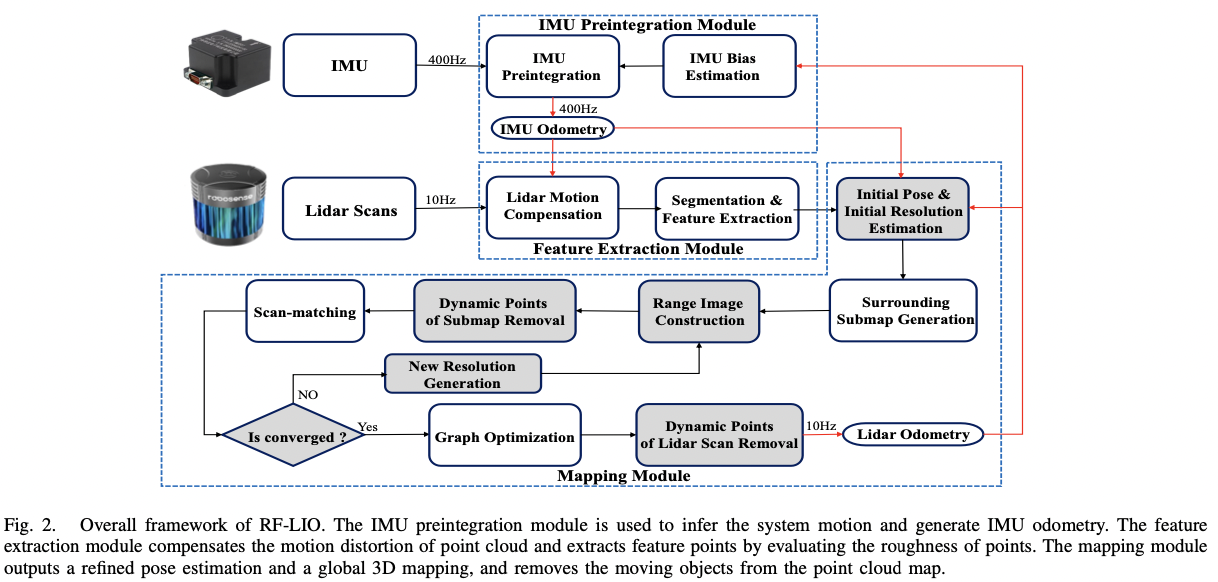 IMU Preintegration Module
IMU
400Hz
IMU
Preintegration
IMU Bias
Estimation
400Hz
IMU Odometry
robosense
Lidar Scans
10Hz
Lidar Motion
Compensation
Segmentation &
Feature Extraction
Feature Extraction Module
Initial Pose &
Initial Resolution
Estimation
Scan-matching
Dynamic Points
of Submap Removal
Range Image
Construction
Surrounding
Submap Generation
New Resolution
Generation
NO
Is converged ?
Yes
Graph Optimization
Dynamic Points
of Lidar Scan Removal
10Hz
Lidar Odometry
Mapping Module
Fig. 2. Overall framework of RF-LIO. The IMU preintegration module is used to infer the system motion and generate IMU odometry. The feature
extraction module compensates the motion distortion of point cloud and extracts feature points by evaluating the roughness of points. The mapping module
outputs a refined pose estimation and a global 3D mapping, and removes the moving objects from the point cloud map.